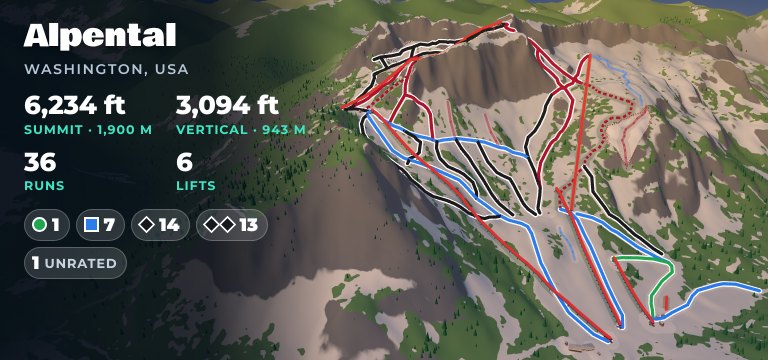 Alpental
WASHINGTON, USA
6,234 ft 3,094 ft
SUMMIT · 1,900 M VERTICAL · 943 M
36 6
RUNS LIFTS
1 7 14 13
1 UNRATED